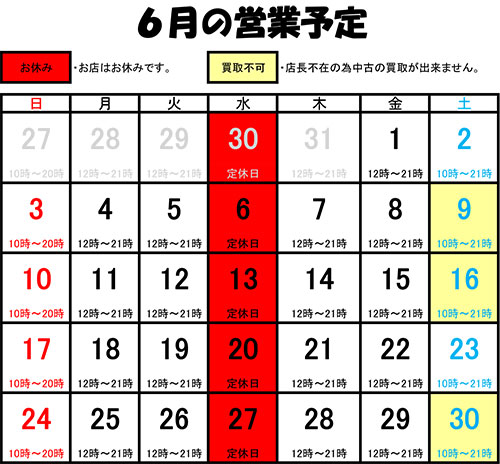 6月の営業予定
お休み ・お店はお休みです。 買取不可 ・店長不在の為中古の買取が出来ません。
日 月 火 水 木 金 土
27 28 29 30 31 1 2
10時～20時 12時～21時 12時～21時 定休日 12時～21時 12時～21時 10時～21時
3 4 5 6 7 8 9
10時～20時 12時～21時 12時～21時 定休日 12時～21時 12時～21時 10時～21時
10 11 12 13 14 15 16
10時～20時 12時～21時 12時～21時 定休日 12時～21時 12時～21時 10時～21時
17 18 19 20 21 22 23
10時～20時 12時～21時 12時～21時 定休日 12時～21時 12時～21時 10時～21時
24 25 26 27 28 29 30
10時～20時 12時～21時 12時～21時 定休日 12時～21時 12時～21時 10時～21時